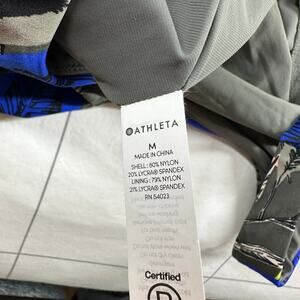 ATHLETA
M
MADE IN CHINA
SHELL : 80% NYLON
20% LYCRA® SPANDEX
LINING : 79% NYLON
21% LYCRA® SPANDEX
RN 54023
Certified
B